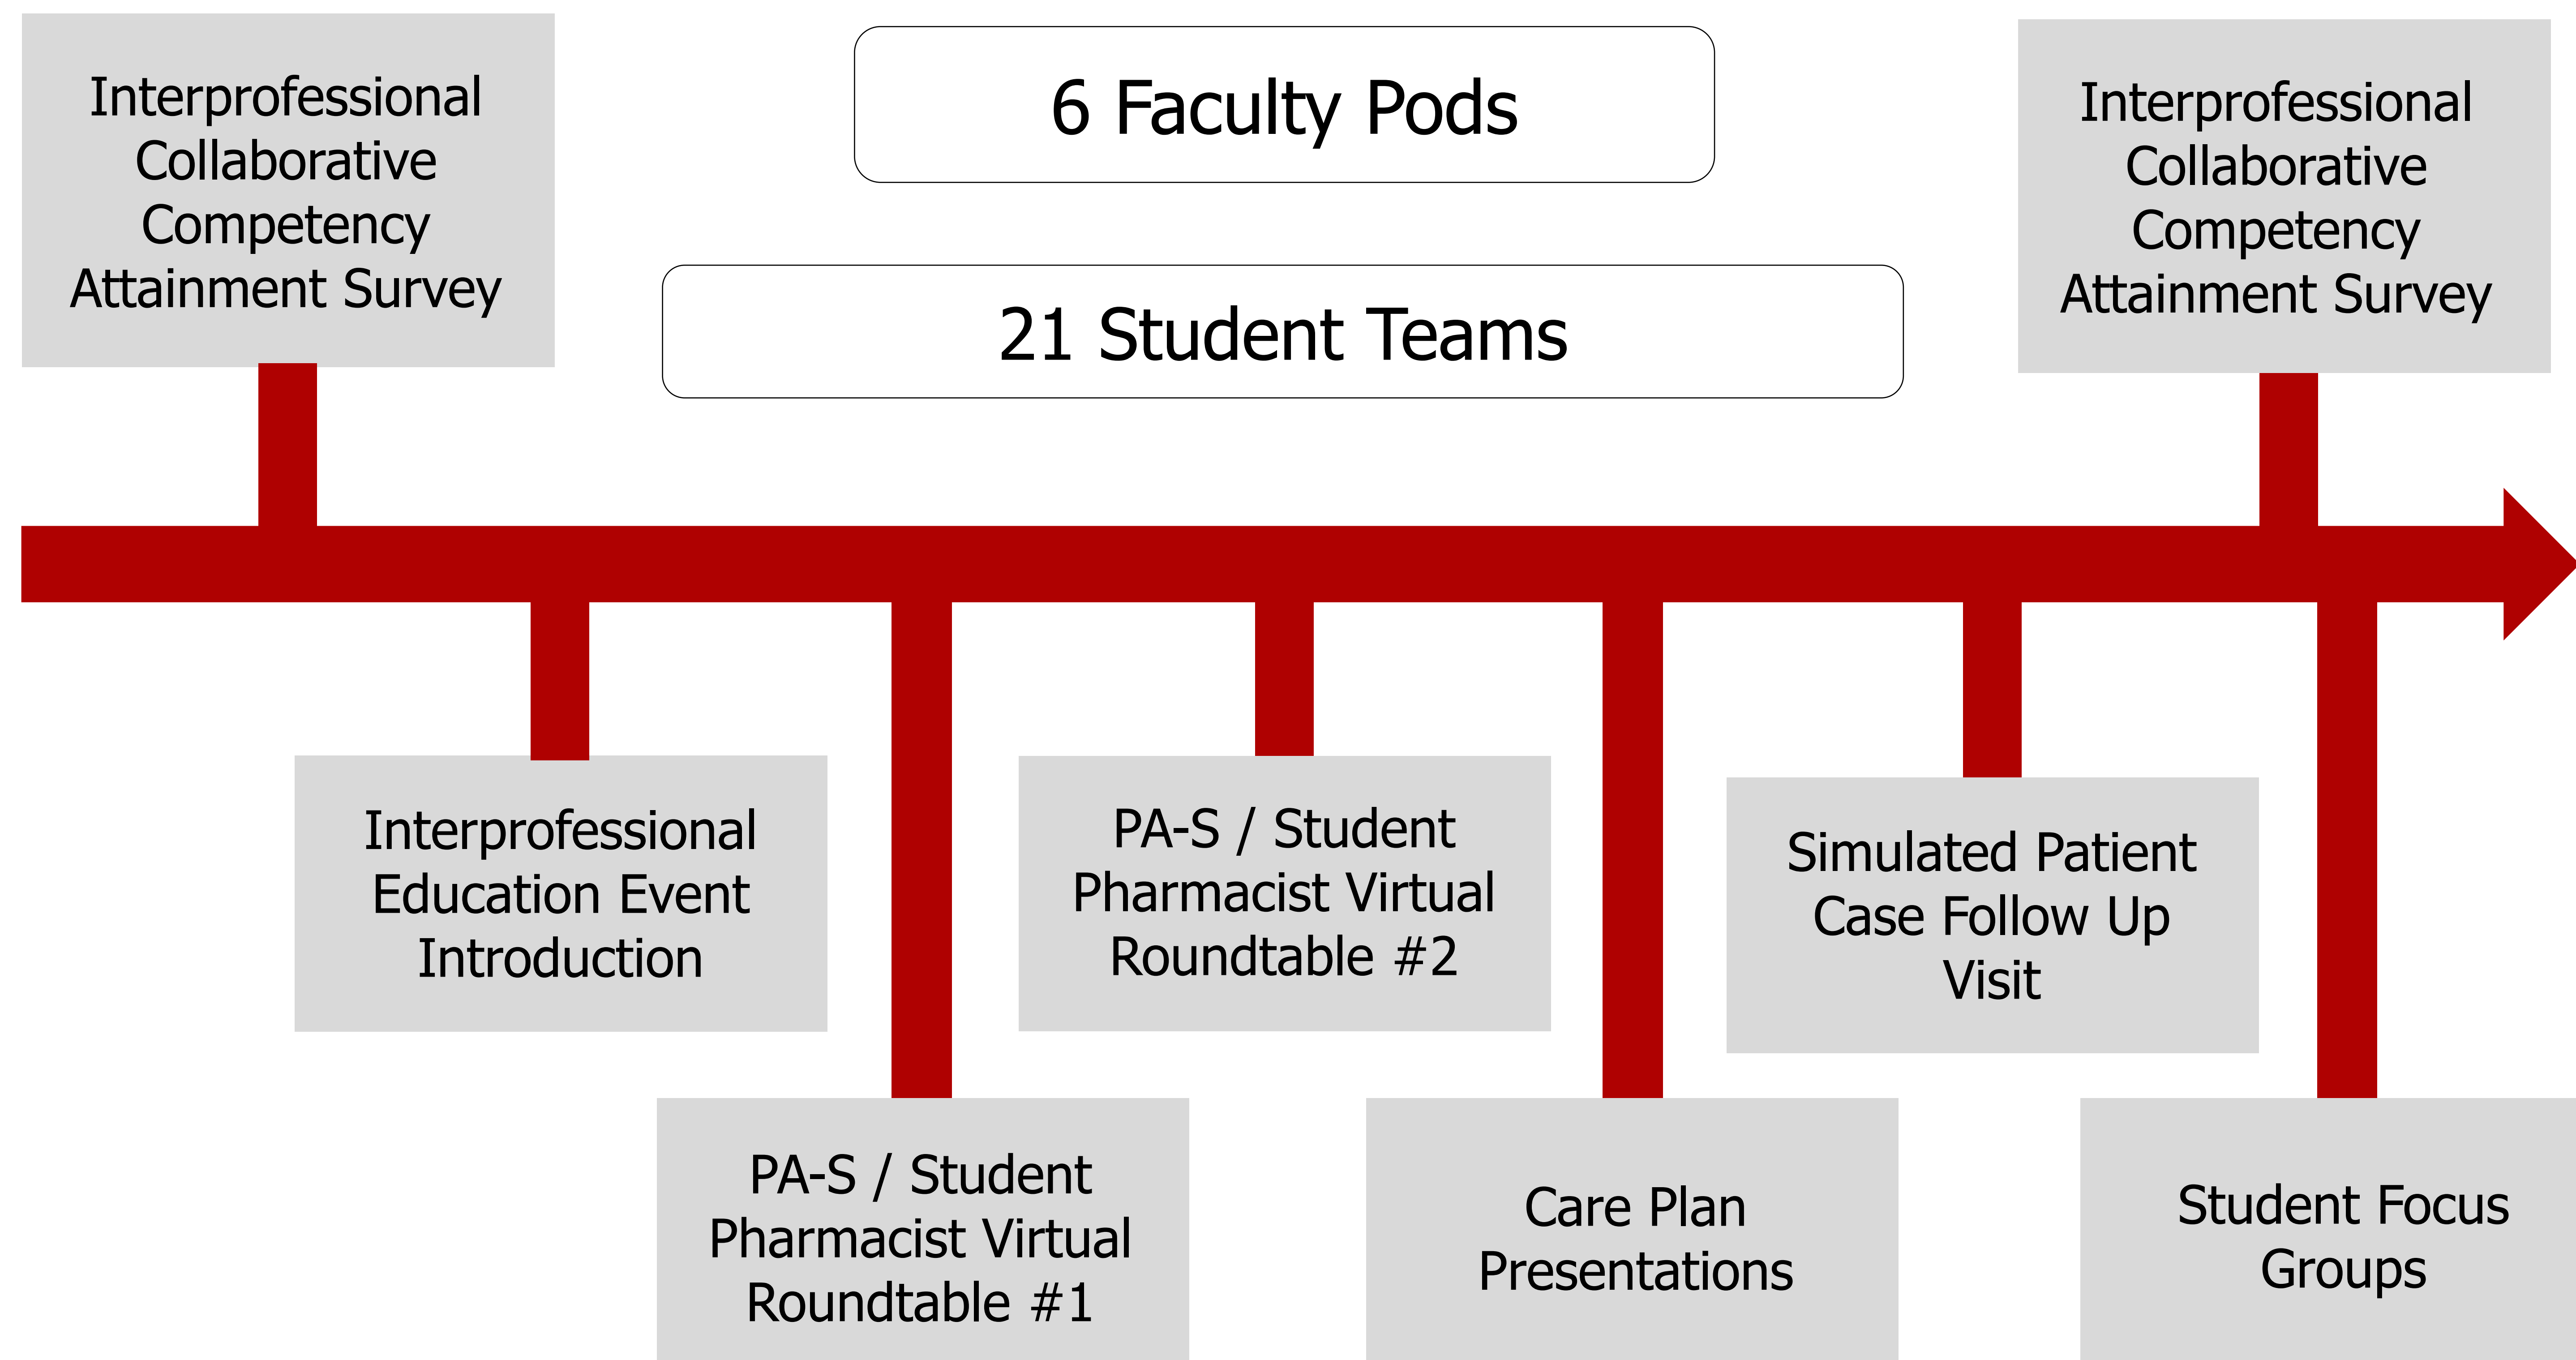 Interprofessional
Collaborative
Competency
Attainment Survey
6 Faculty Pods
21 Student Teams
Interprofessional
Collaborative
Competency
Attainment Survey
Interprofessional
Education Event
Introduction
PA-S / Student
Pharmacist Virtual
Roundtable #1
PA-S / Student
Pharmacist Virtual
Roundtable #2
Care Plan
Presentations
Simulated Patient
Case Follow Up
Visit
Student Focus
Groups